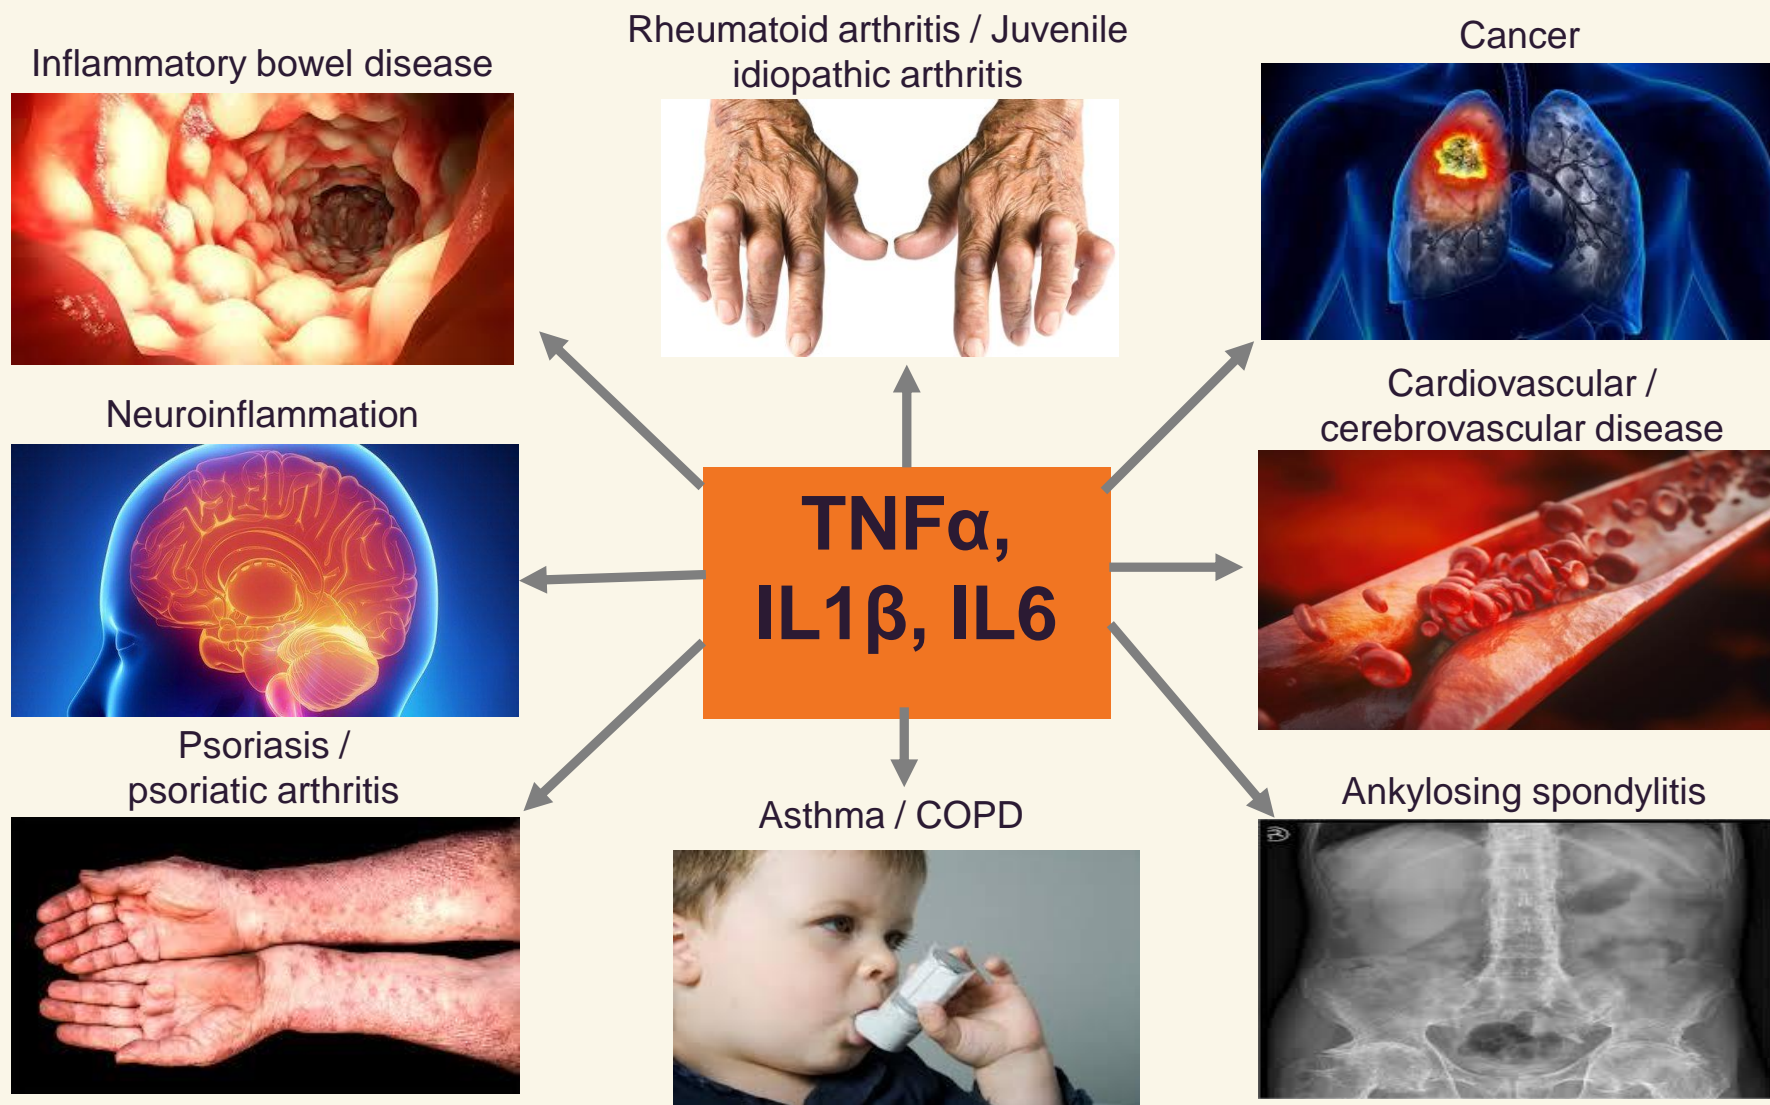 Rheumatoid arthritis / Juvenile
idiopathic arthritis
Cancer
Inflammatory bowel disease
Cardiovascular /
cerebrovascular disease
Neuroinflammation
TNFα,
IL1β, IL6
Psoriasis /
psoriatic arthritis
Asthma / COPD
Ankylosing spondylitis
R